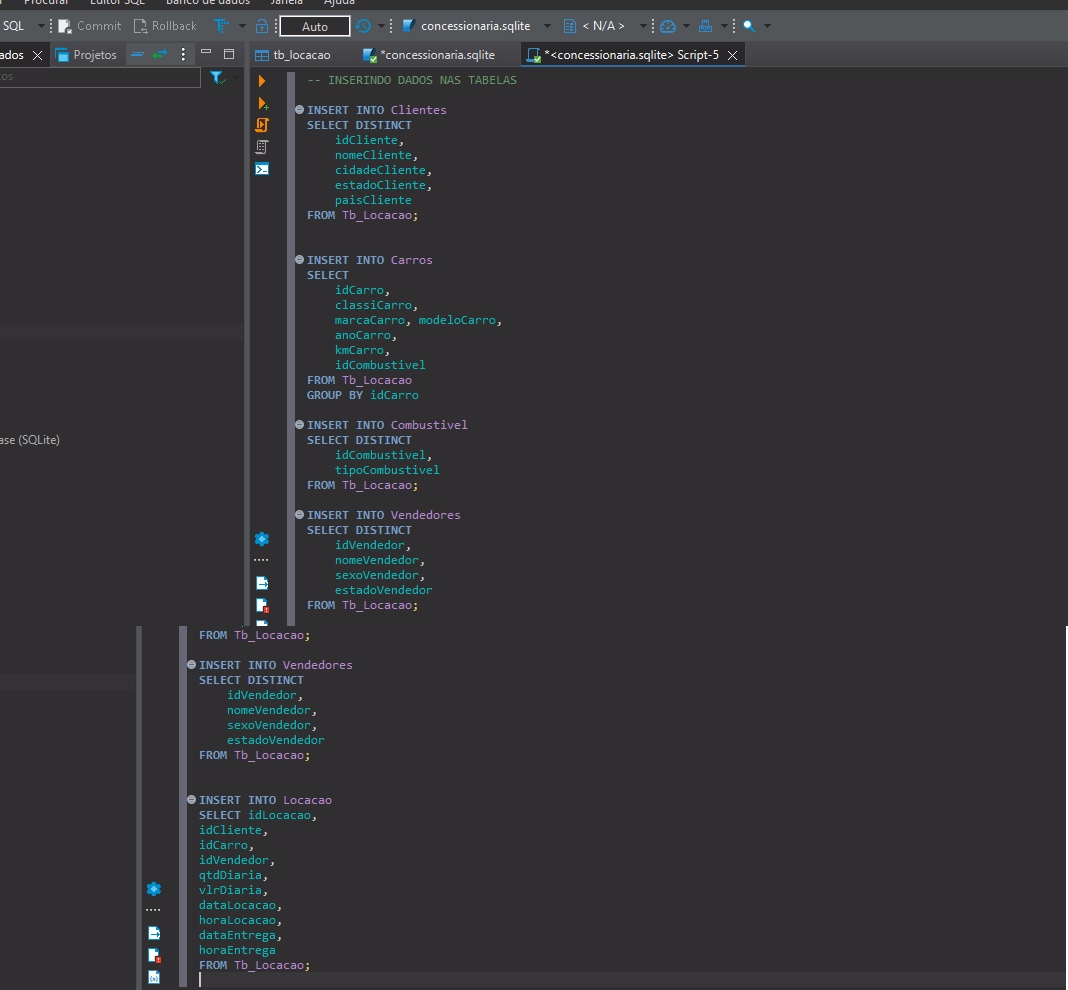 Procurar Editor SQL Banco de dados Janela Ajuda
SQL Commit Rollback Auto concessionaria.sqlite < N/A >
ados Projetos tb_locacao *concessionaria.sqlite *<concessionaria.sqlite> Script-5
-- INSERINDO DADOS NAS TABELAS
INSERT INTO Clientes
SELECT DISTINCT
idCliente,
nomeCliente,
cidadeCliente,
estadoCliente,
paisCliente
FROM Tb_Locacao;
INSERT INTO Carros
SELECT
idCarro,
classiCarro,
marcaCarro, modeloCarro,
anoCarro,
kmCarro,
idCombustivel
FROM Tb_Locacao
GROUP BY idCarro
INSERT INTO Combustivel
SELECT DISTINCT
idCombustivel,
tipoCombustivel
FROM Tb_Locacao;
ase (SQLite)
INSERT INTO Vendedores
SELECT DISTINCT
idVendedor,
nomeVendedor,
sexoVendedor,
estadoVendedor
FROM Tb_Locacao;
FROM Tb_Locacao;
INSERT INTO Vendedores
SELECT DISTINCT
idVendedor,
nomeVendedor,
sexoVendedor,
estadoVendedor
FROM Tb_Locacao;
INSERT INTO Locacao
SELECT idLocacao,
idCliente,
idCarro,
idVendedor,
qtdDiaria,
vlrDiaria,
dataLocacao,
horaLocacao,
dataEntrega,
horaEntrega
FROM Tb_Locacao;